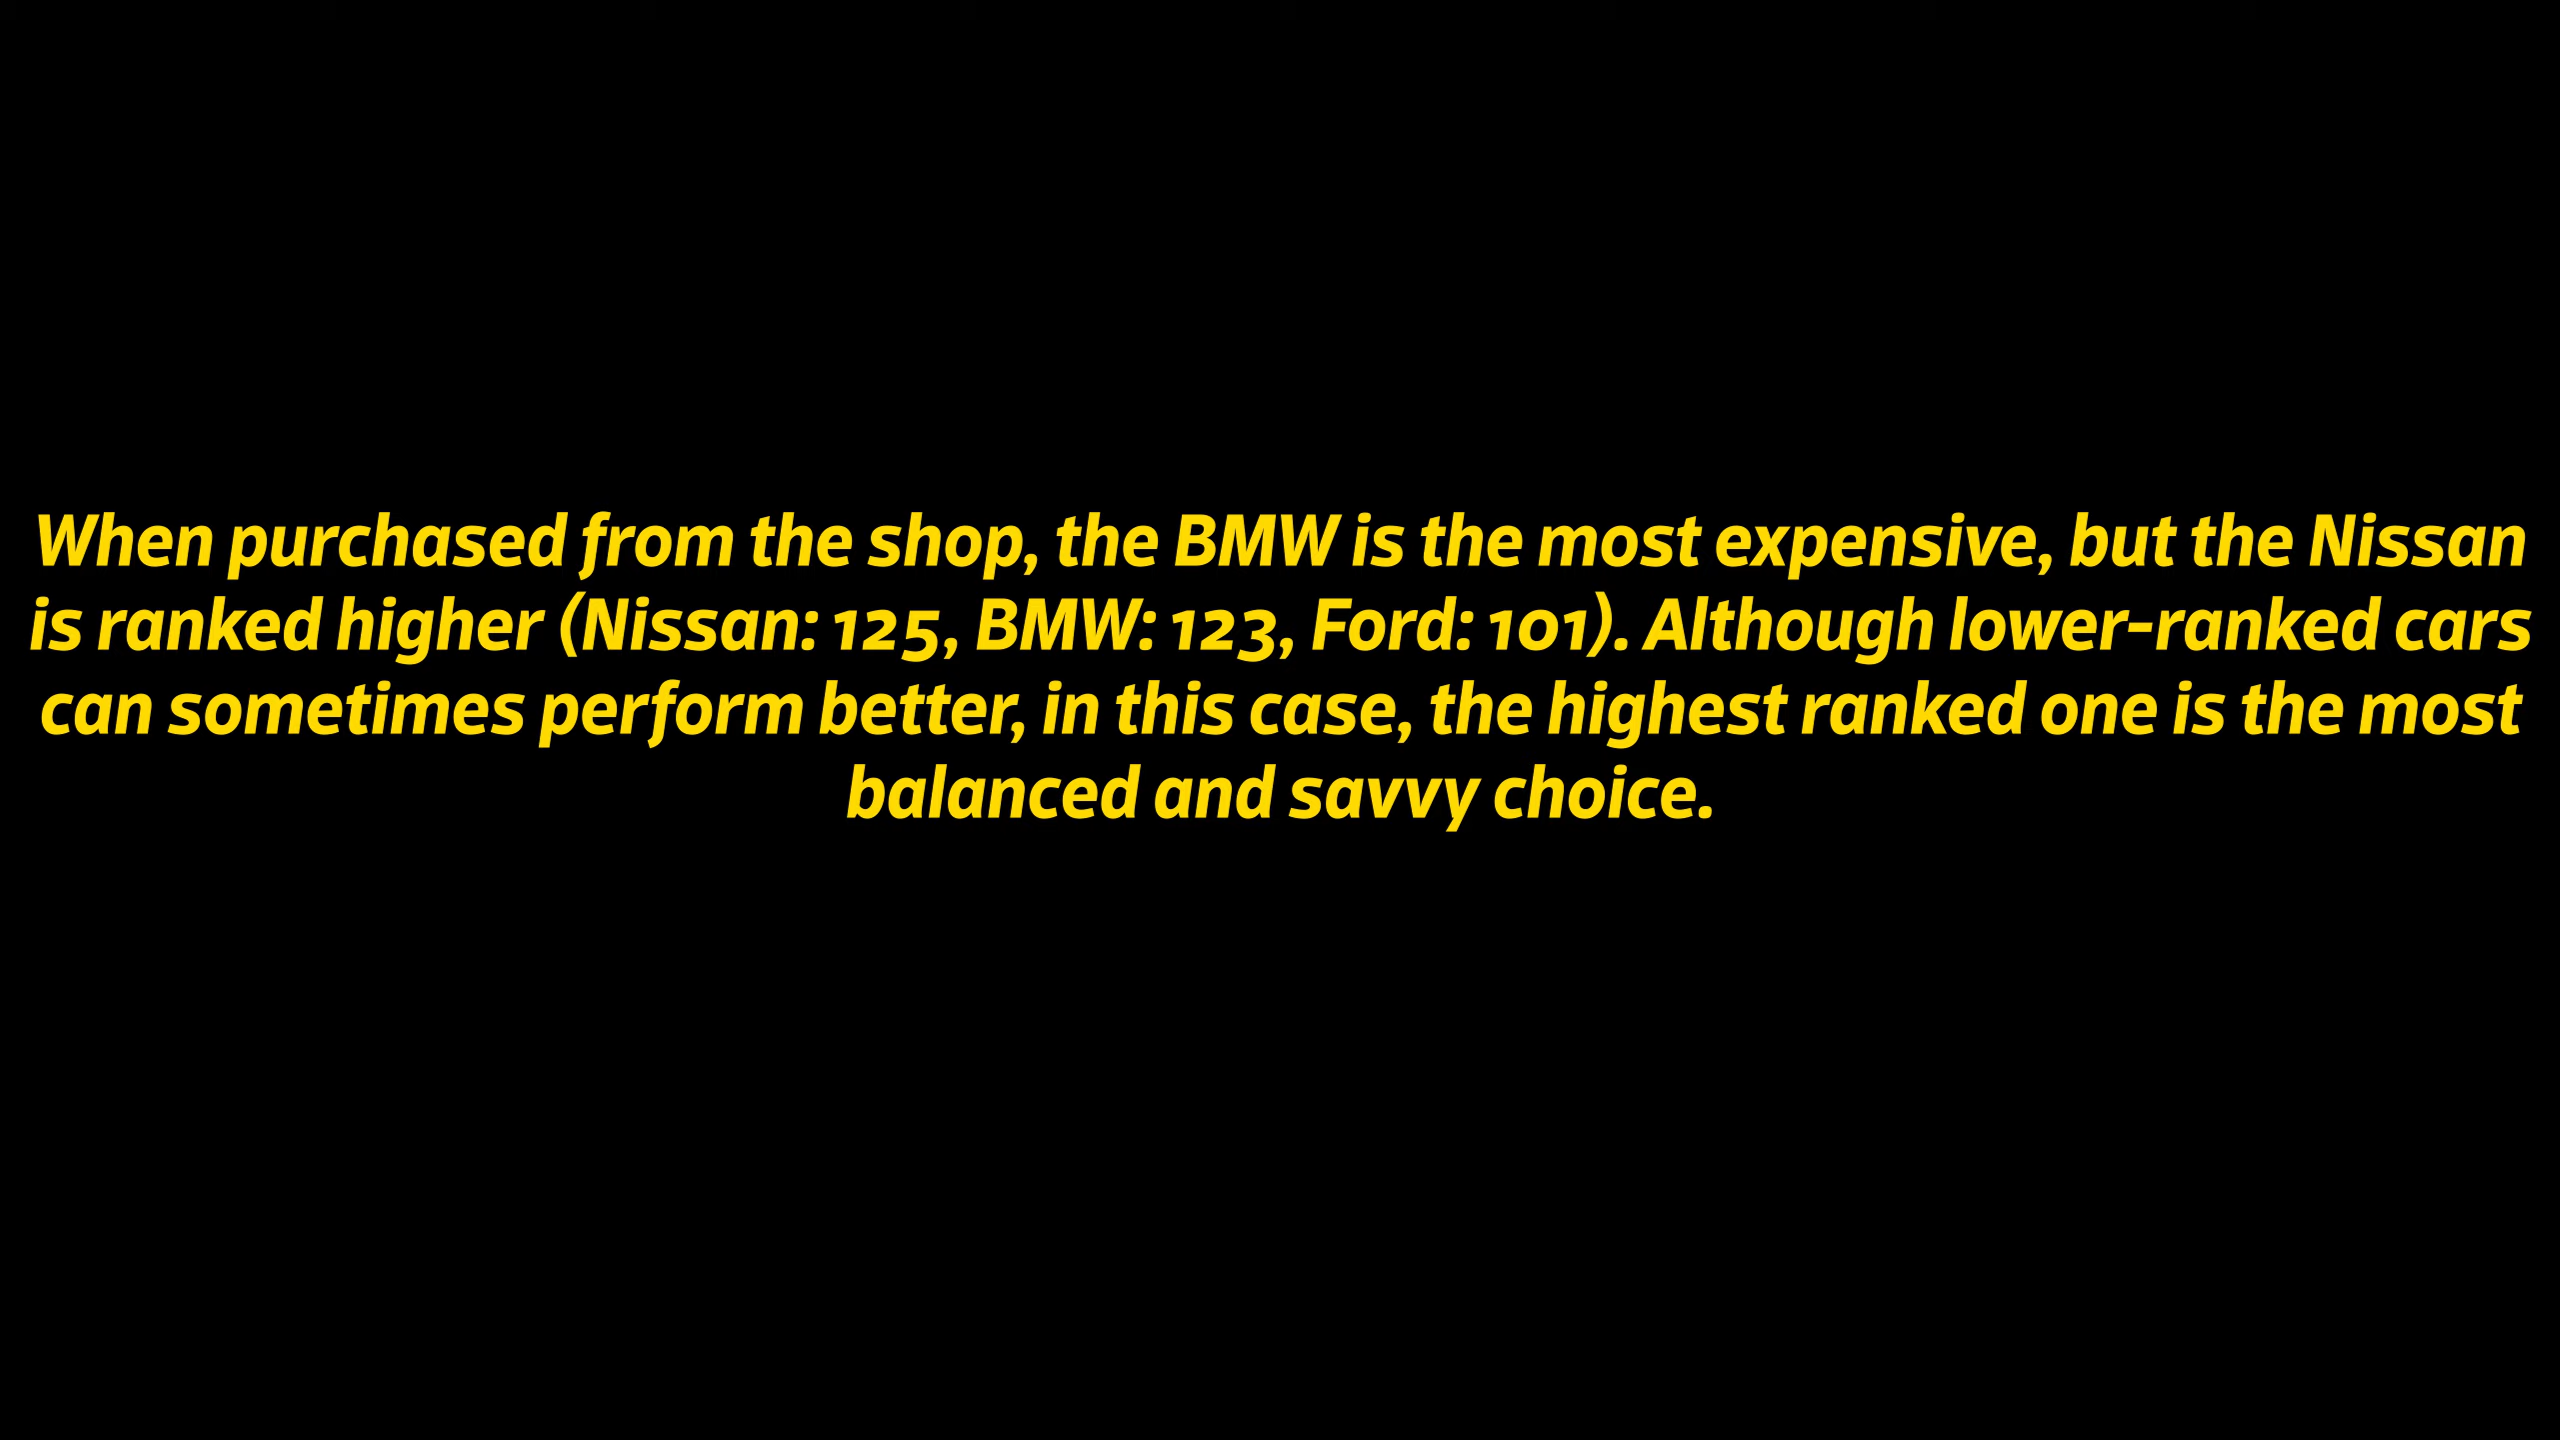 When purchased from the shop, the BMW is the most expensive, but the Nissan
is ranked higher (Nissan: 125, BMW: 123, Ford: 101). Although lower-ranked cars
can sometimes perform better, in this case, the highest ranked one is the most
balanced and savvy choice.